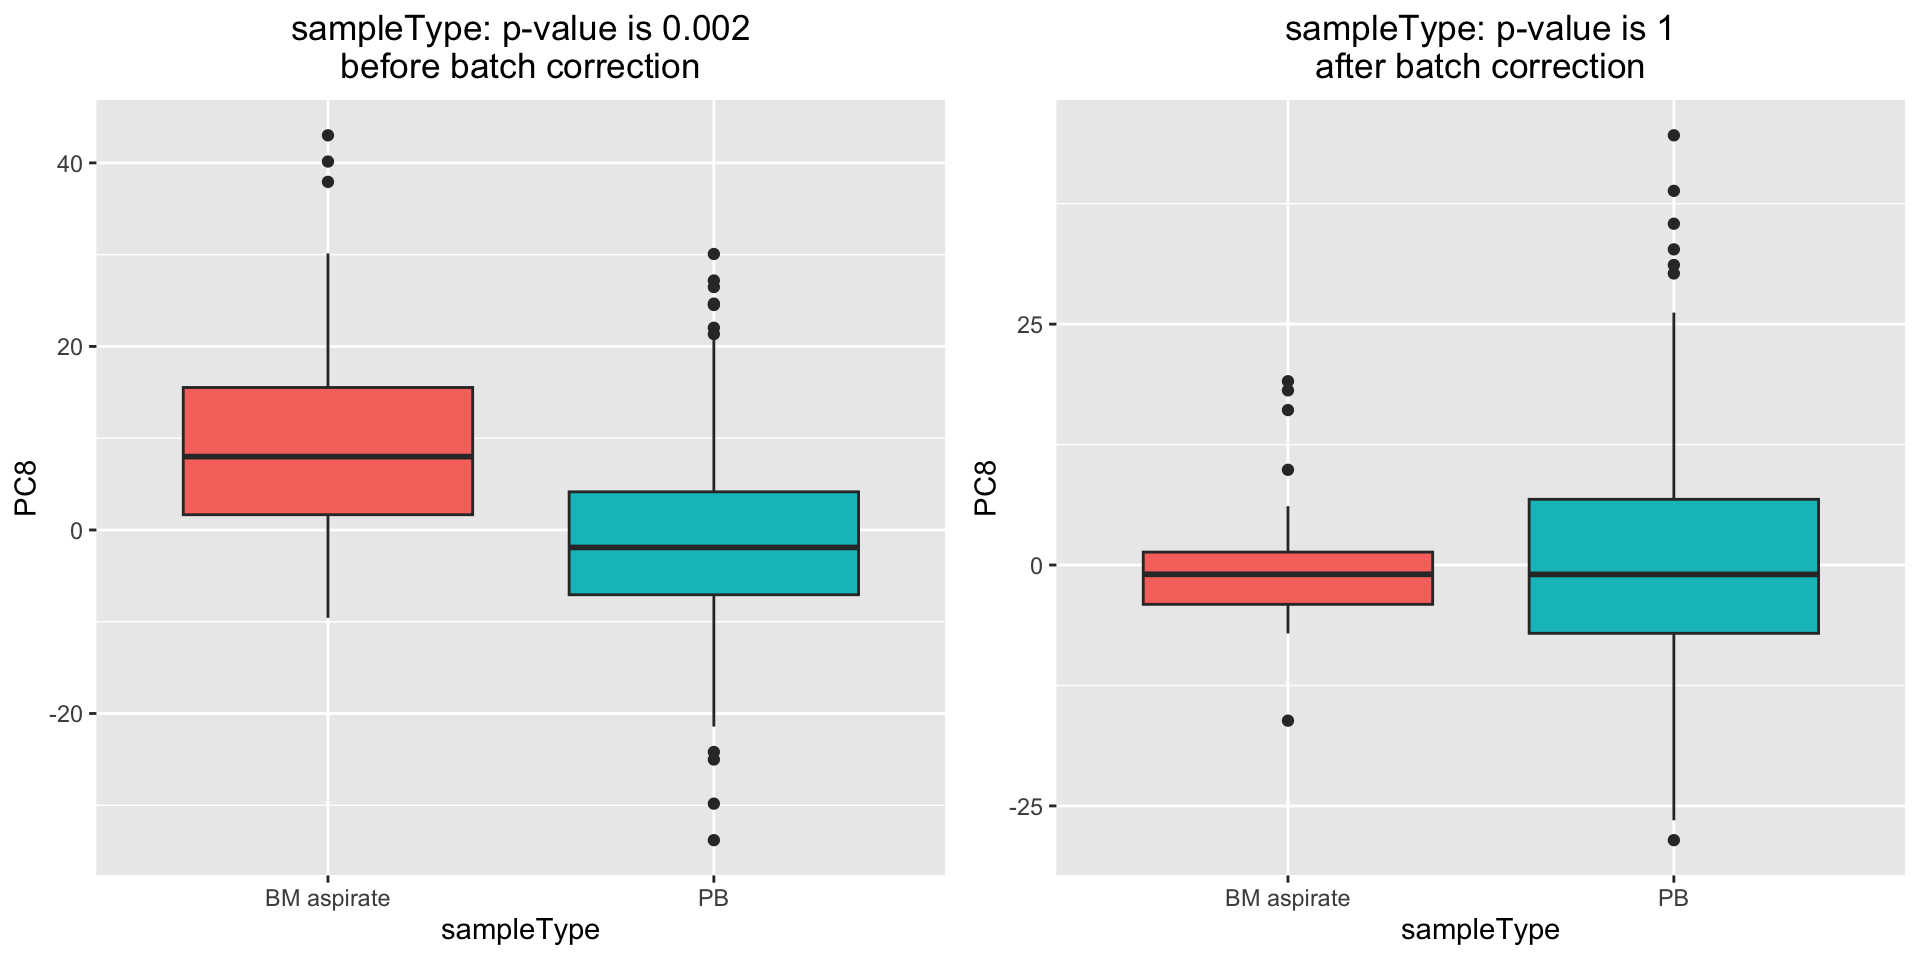 sampleType: p-value is 0.002
before batch correction
PC8
40
20
0
-20
BM aspirate
PB
sampleType
sampleType: p-value is 1
after batch correction
PC8
25
0
-25
BM aspirate
PB
sampleType